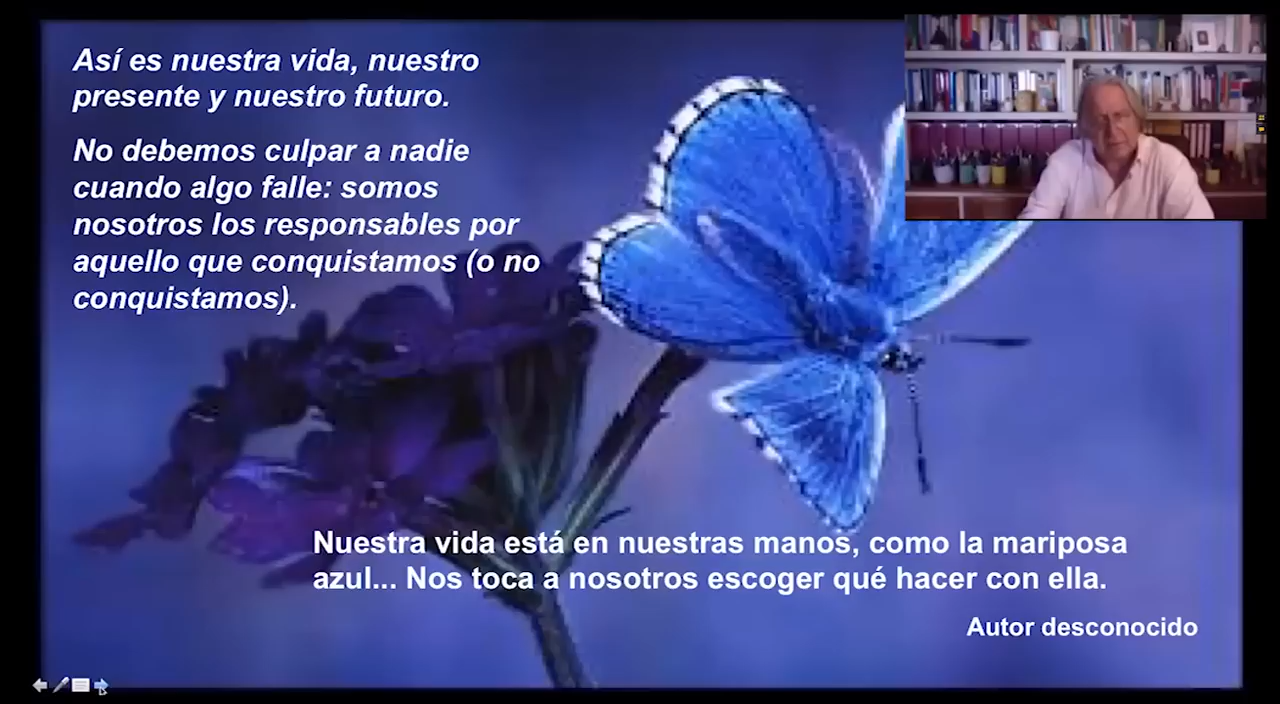 Así es nuestra vida, nuestro
presente y nuestro futuro.
No debemos culpar a nadie
cuando algo falle: somos
nosotros los responsables por
aquello que conquistamos (o no
conquistamos).
Nuestra vida está en nuestras manos, como la mariposa
azul... Nos toca a nosotros escoger qué hacer con ella.
Autor desconocido